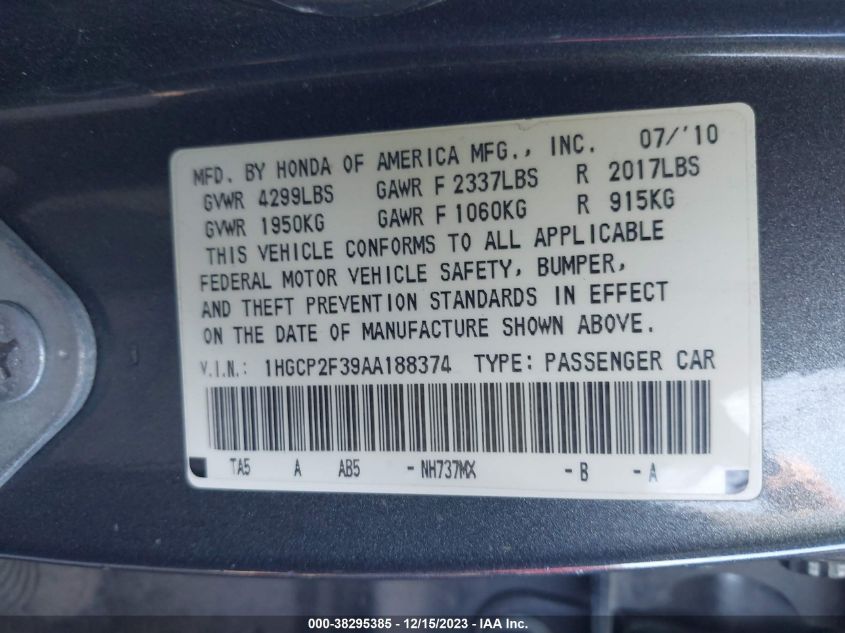 MFD. BY HONDA OF AMERICA MFG., INC. 07/'10
GVWR 4299LBS GAWR F 2337LBS R 2017LBS
GVWR 1950KG GAWR F 1060KG R 915KG
THIS VEHICLE CONFORMS TO ALL APPLICABLE
FEDERAL MOTOR VEHICLE SAFETY, BUMPER,
AND THEFT PREVENTION STANDARDS IN EFFECT
ON THE DATE OF MANUFACTURE SHOWN ABOVE.
V.I.N.: 1HGCP2F39AA188374 TYPE: PASSENGER CAR
TA5 A AB5 -NH737MX -B -A
000-38295385 - 12/15/2023 - IAA Inc.